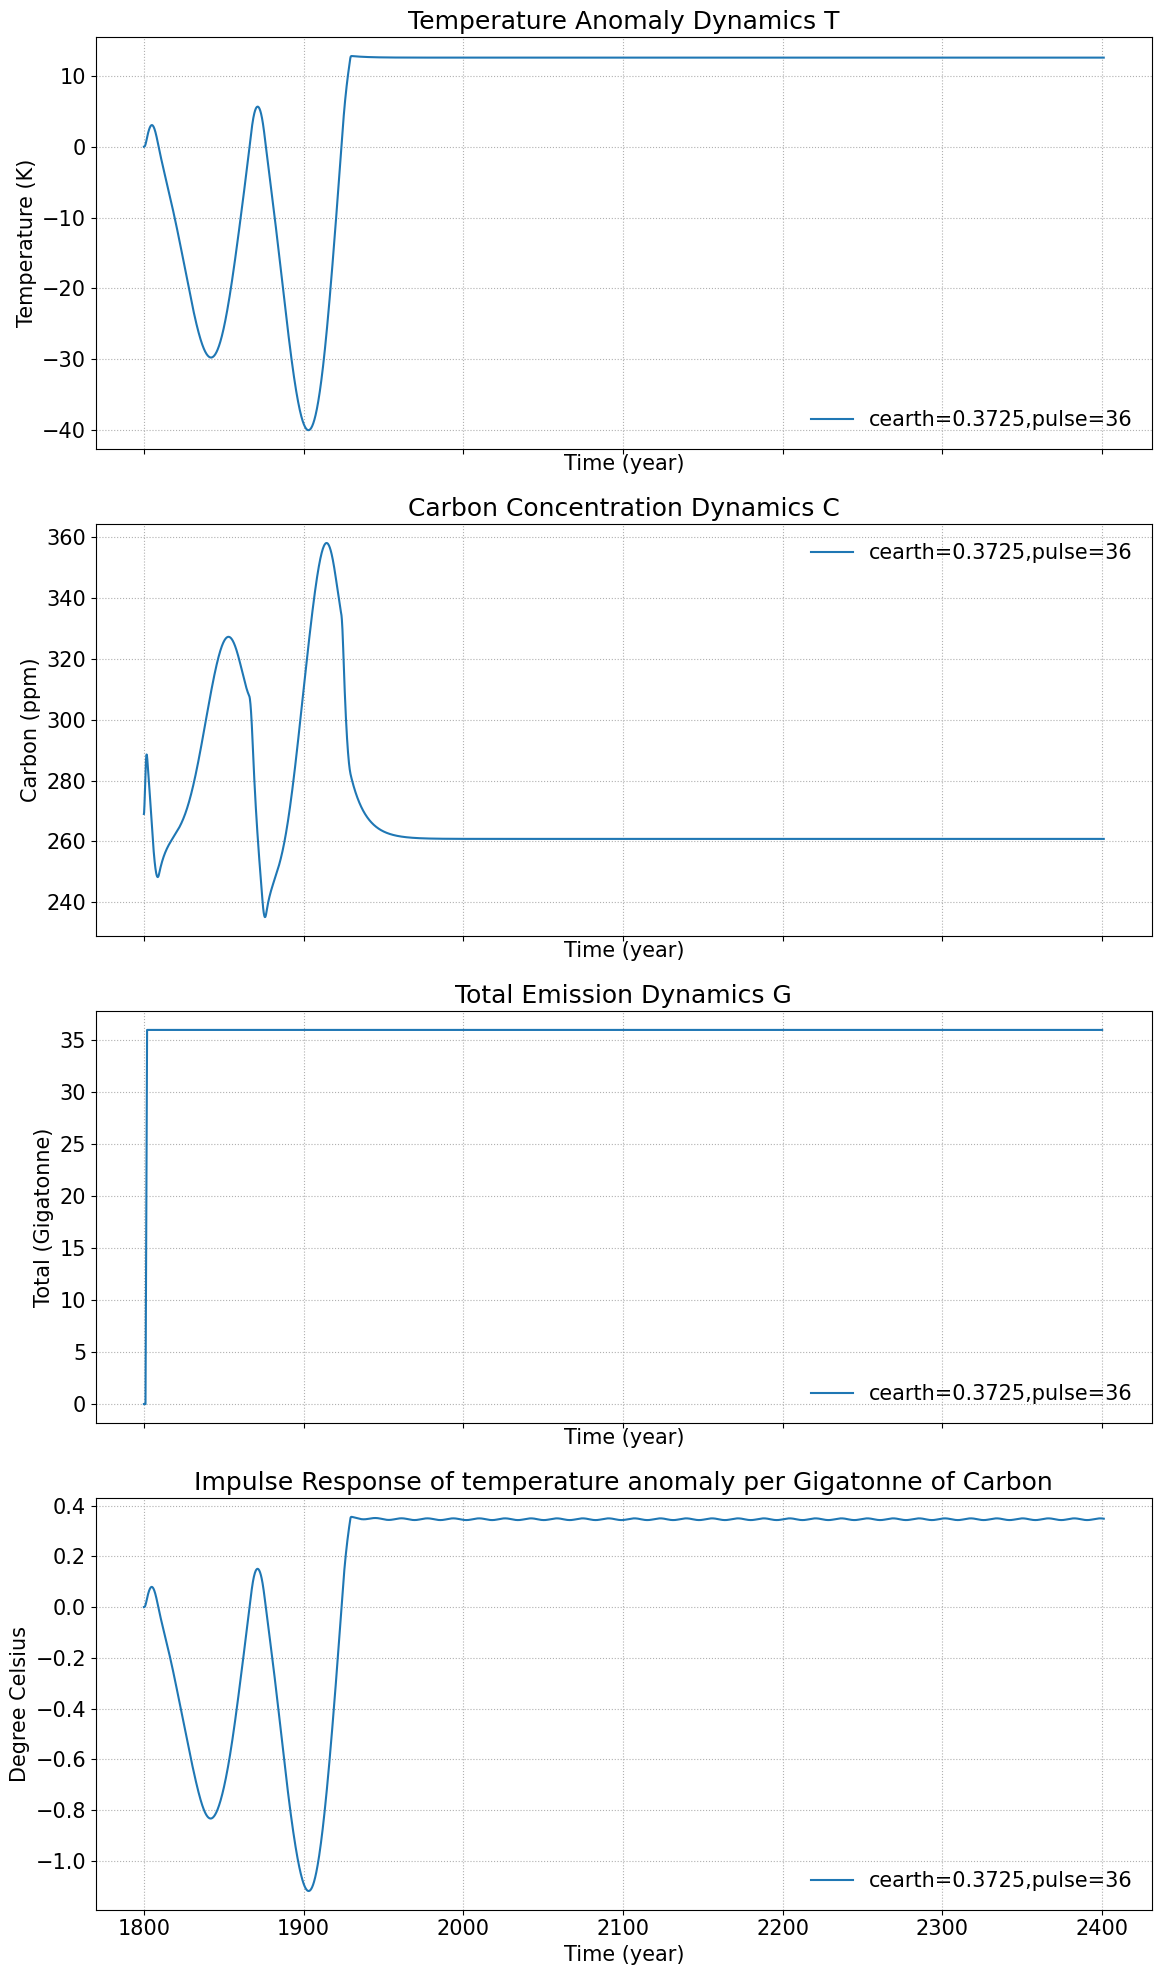 Temperature Anomaly Dynamics T
10
0
−10
−20
−30
−40
Temperature (K)
cearth=0.3725,pulse=36
Time (year)
Carbon Concentration Dynamics C
360
340
320
300
280
260
240
Carbon (ppm)
cearth=0.3725,pulse=36
Time (year)
Total Emission Dynamics G
35
30
25
20
15
10
5
0
Total (Gigatonne)
cearth=0.3725,pulse=36
Time (year)
Impulse Response of temperature anomaly per Gigatonne of Carbon
0.4
0.2
0.0
−0.2
−0.4
−0.6
−0.8
−1.0
Degree Celsius
cearth=0.3725,pulse=36
1800 1900 2000 2100 2200 2300 2400
Time (year)